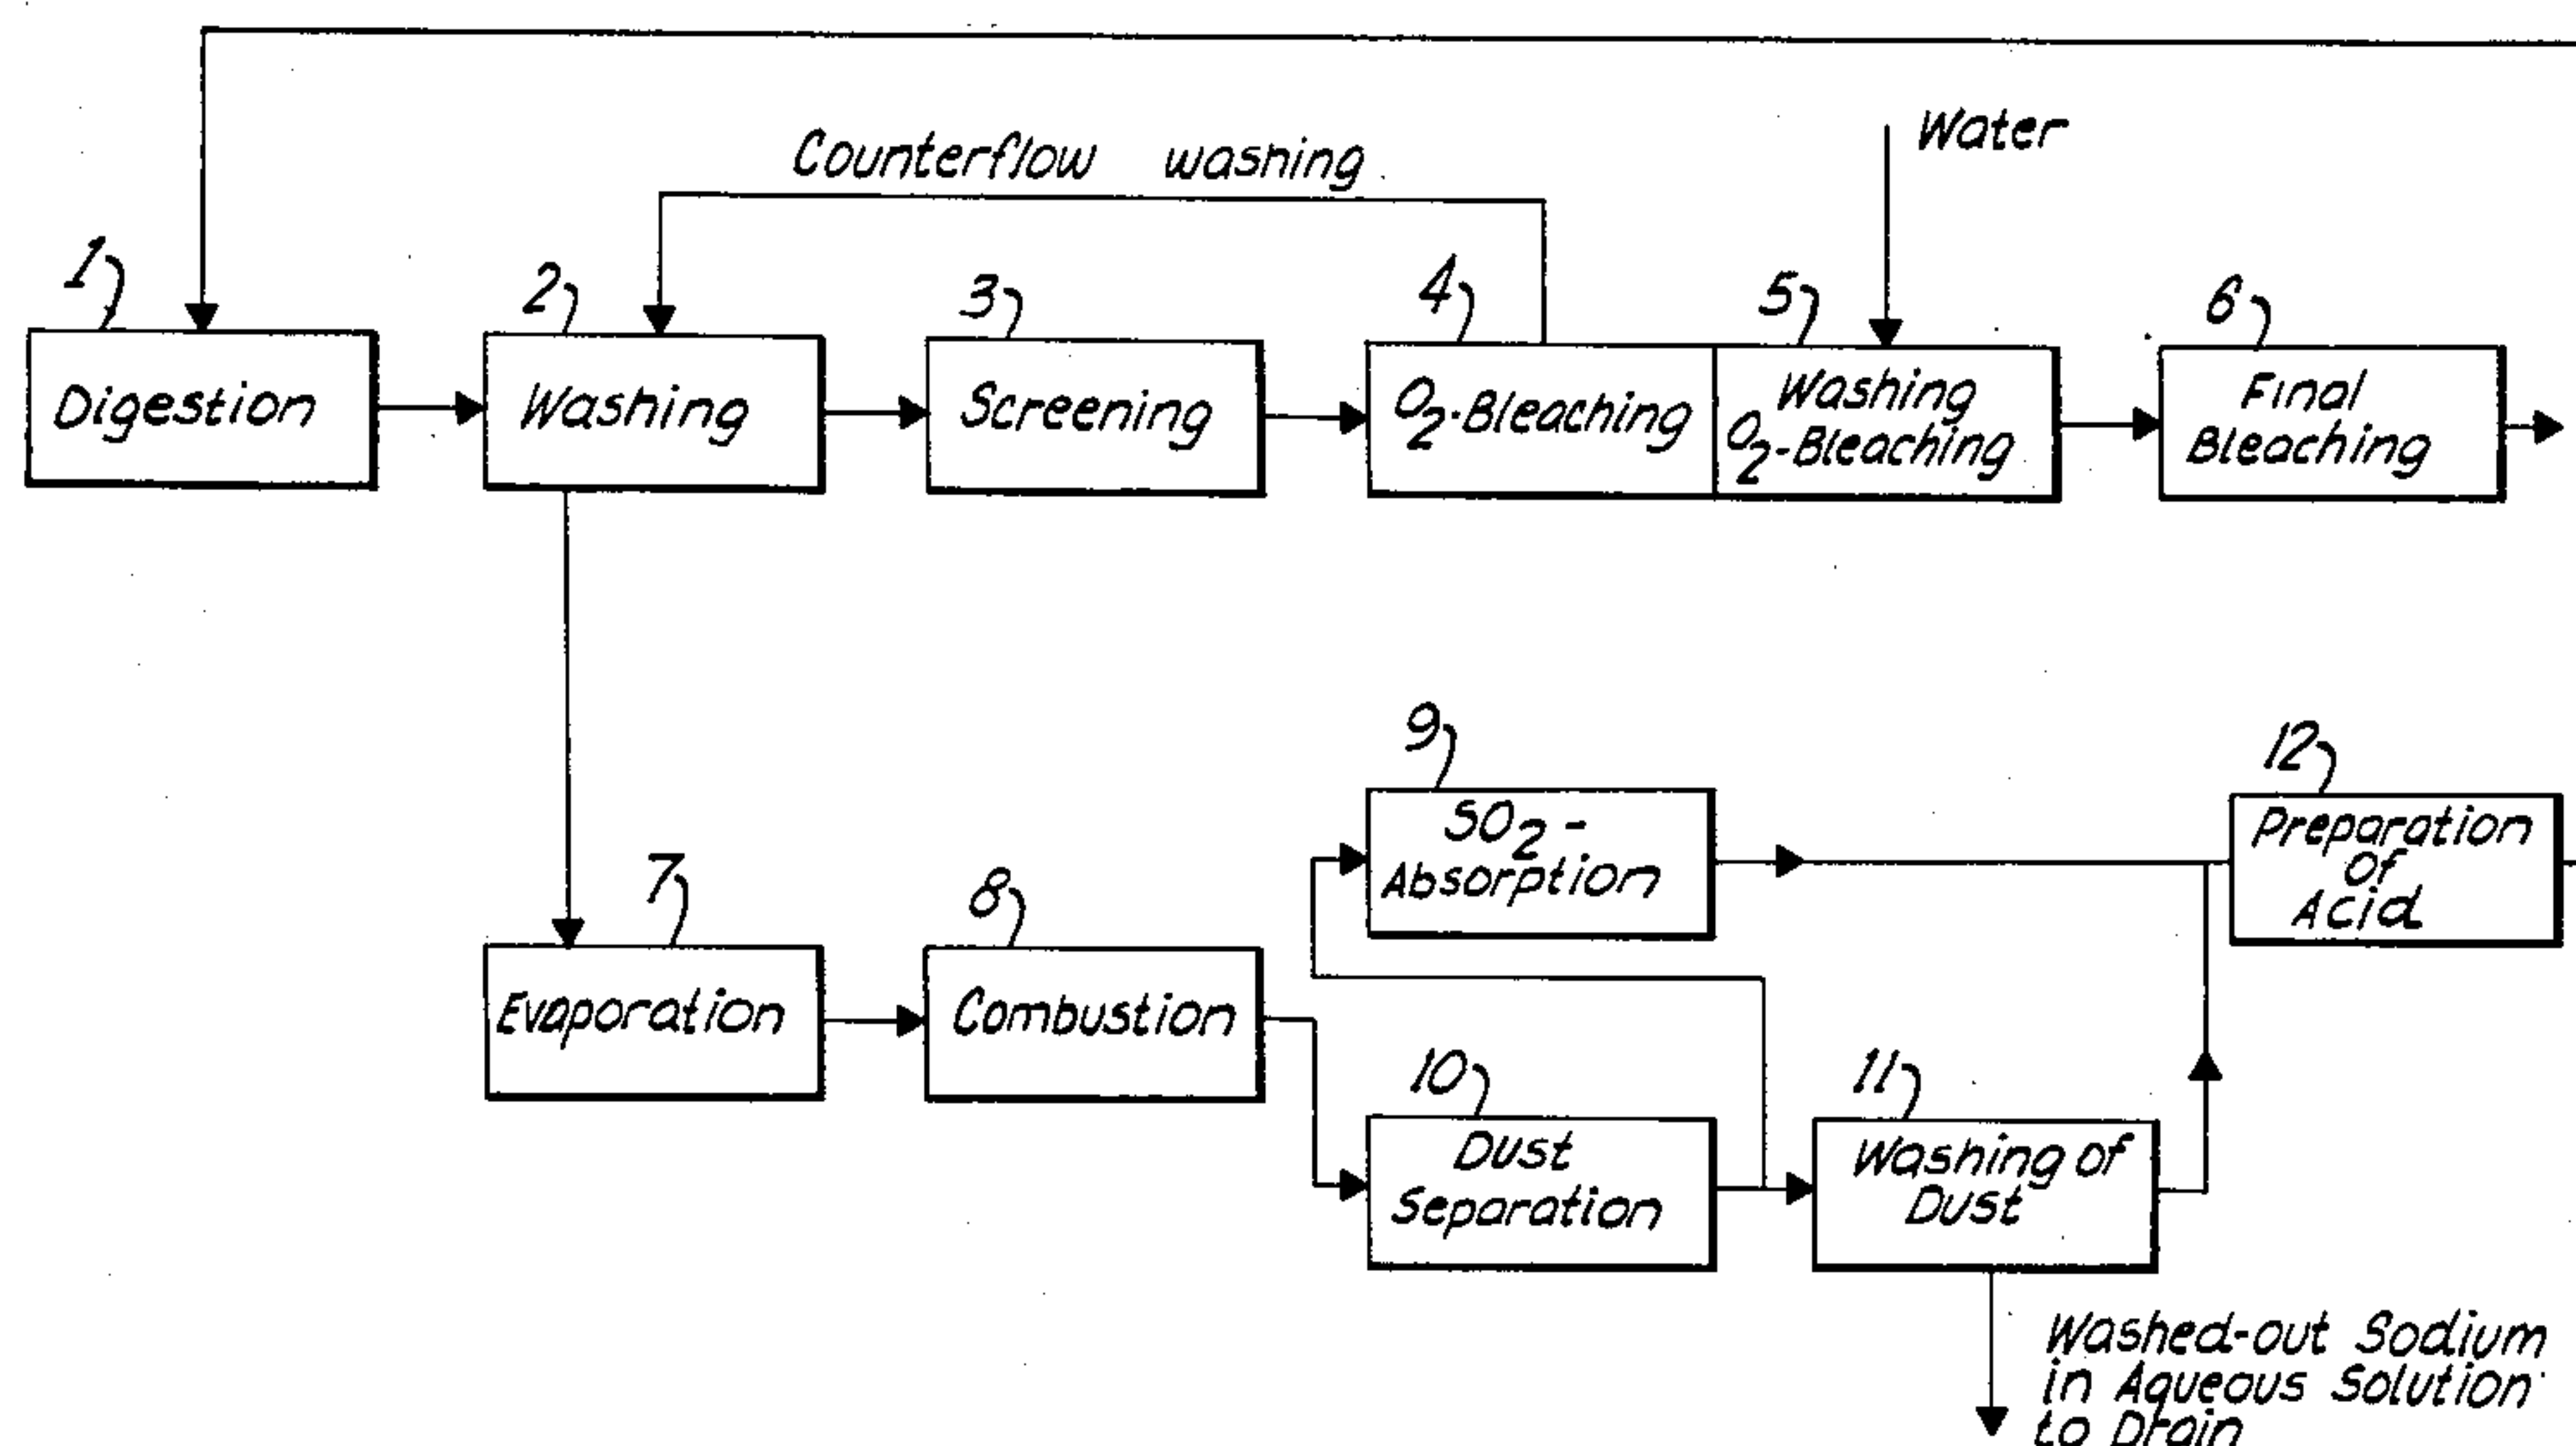 Counterflow washing
Water
1
2
3
4
5
6
Digestion
Washing
Screening
O2-Bleaching
Washing
O2-Bleaching
Final
Bleaching
7
8
9
10
11
12
Evaporation
Combustion
SO2-
Absorption
Dust
Separation
Washing of
Dust
Preparation
of
Acid
Washed-out Sodium
in Aqueous Solution
to Drain